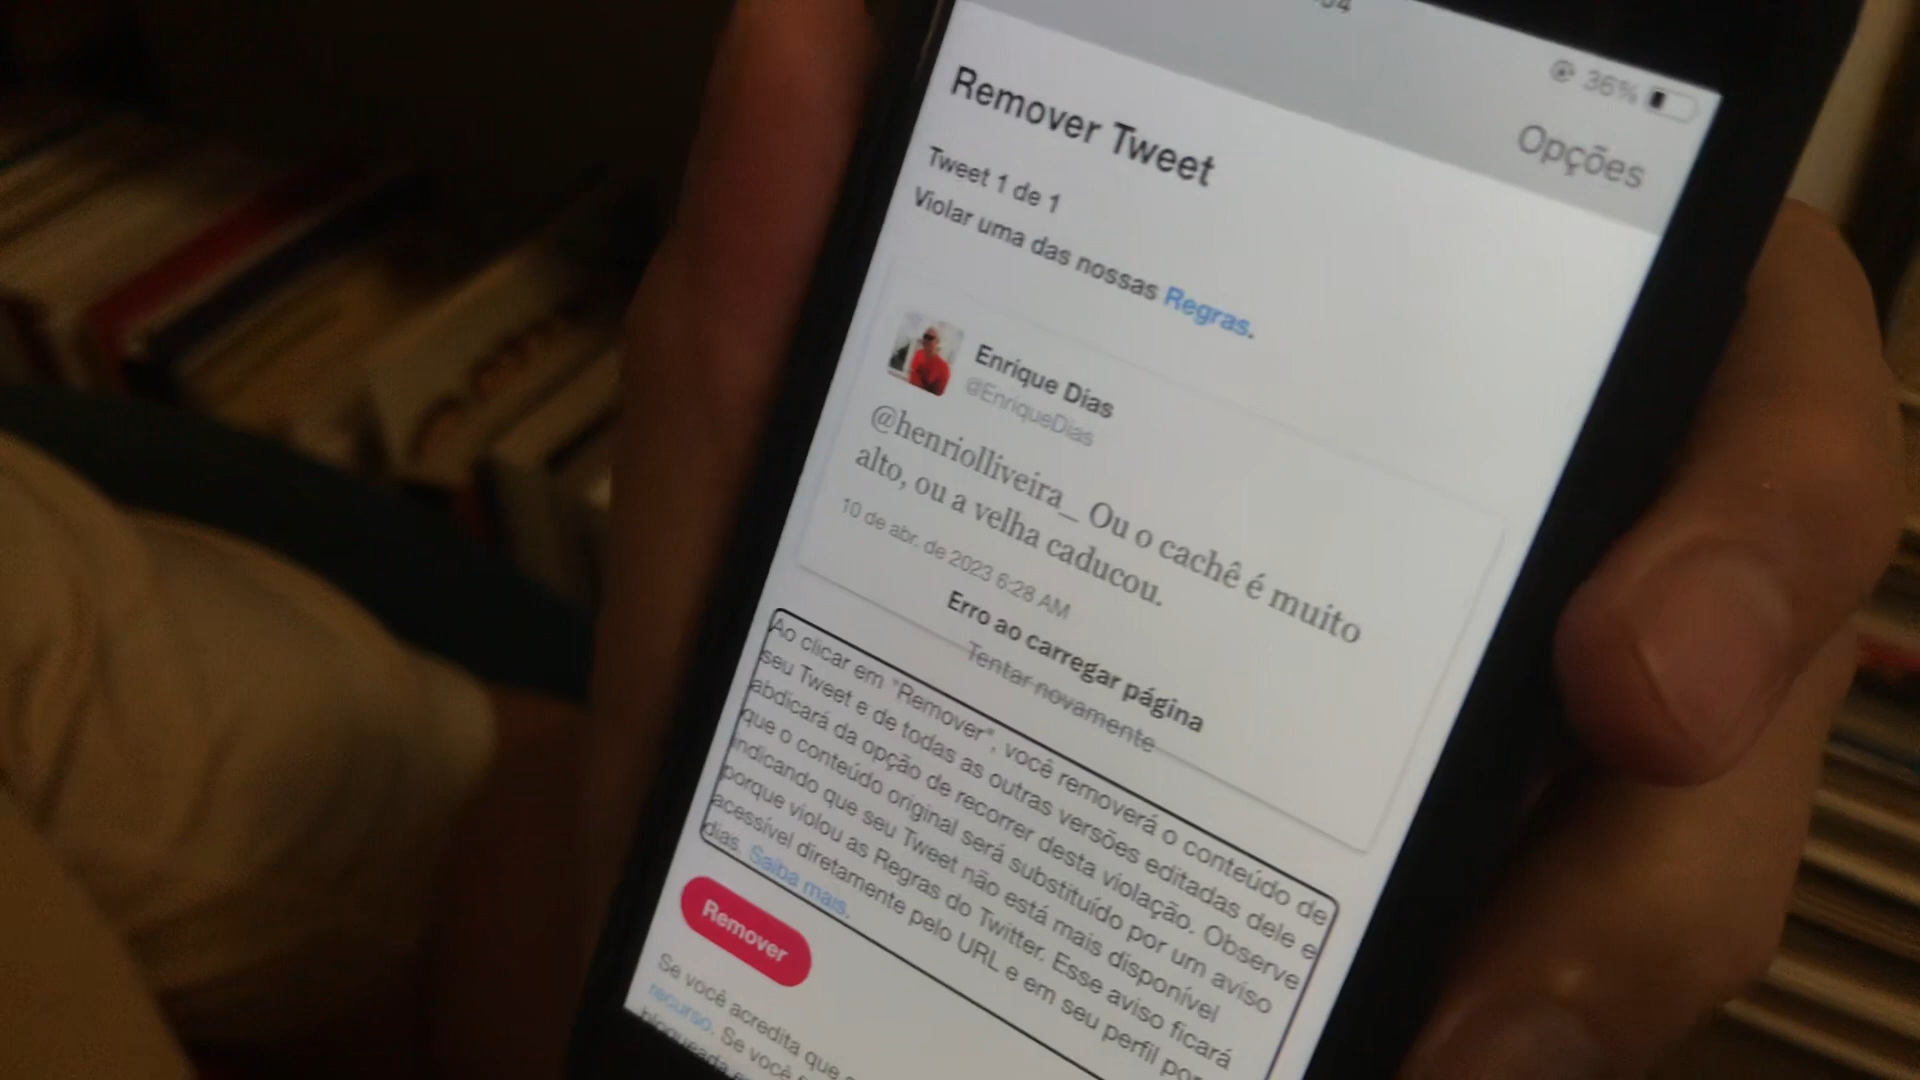 36%
Opções
Remover Tweet
Tweet 1 de 1
Violar uma das nossas Regras.
Enrique Dias
@EnriqueDias
@henriolliveira_ Ou o cachê é muito
alto, ou a velha caducou.
10 de abr. de 2023 6:28 AM
Erro ao carregar página
Tentar novamente
Ao clicar em "Remover", você removerá o conteúdo de
seu Tweet e de todas as outras versões editadas dele e
abdicará da opção de recorrer desta violação. Observe
que o conteúdo original será substituído por um aviso
indicando que seu Tweet não está mais disponível
porque violou as Regras do Twitter. Esse aviso ficará
acessível diretamente pelo URL e em seu perfil por
dias. Saiba mais.
Remover
Se você acredita que
recurso. Se você
bloqueada